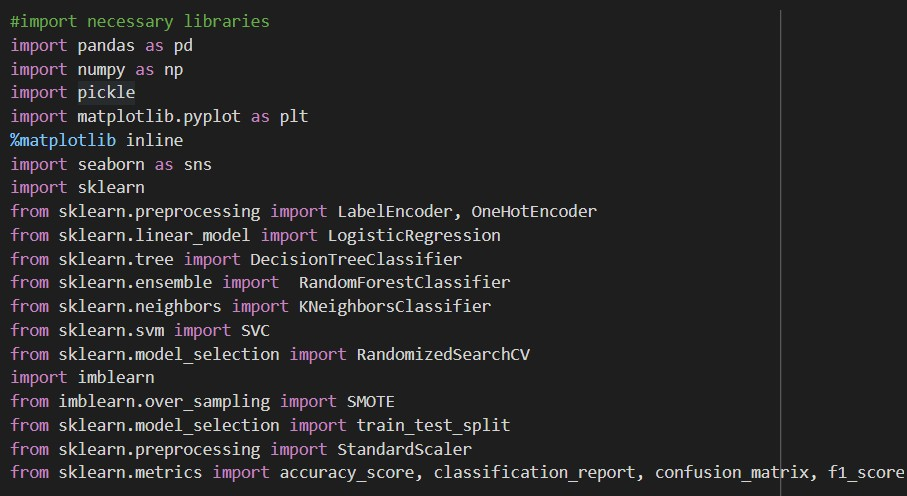 #import necessary libraries
import pandas as pd
import numpy as np
import pickle
import matplotlib.pyplot as plt
%matplotlib inline
import seaborn as sns
import sklearn
from sklearn.preprocessing import LabelEncoder, OneHotEncoder
from sklearn.linear_model import LogisticRegression
from sklearn.tree import DecisionTreeClassifier
from sklearn.ensemble import  RandomForestClassifier
from sklearn.neighbors import KNeighborsClassifier
from sklearn.svm import SVC
from sklearn.model_selection import RandomizedSearchCV
import imblearn
from imblearn.over_sampling import SMOTE
from sklearn.model_selection import train_test_split
from sklearn.preprocessing import StandardScaler
from sklearn.metrics import accuracy_score, classification_report, confusion_matrix, f1_score